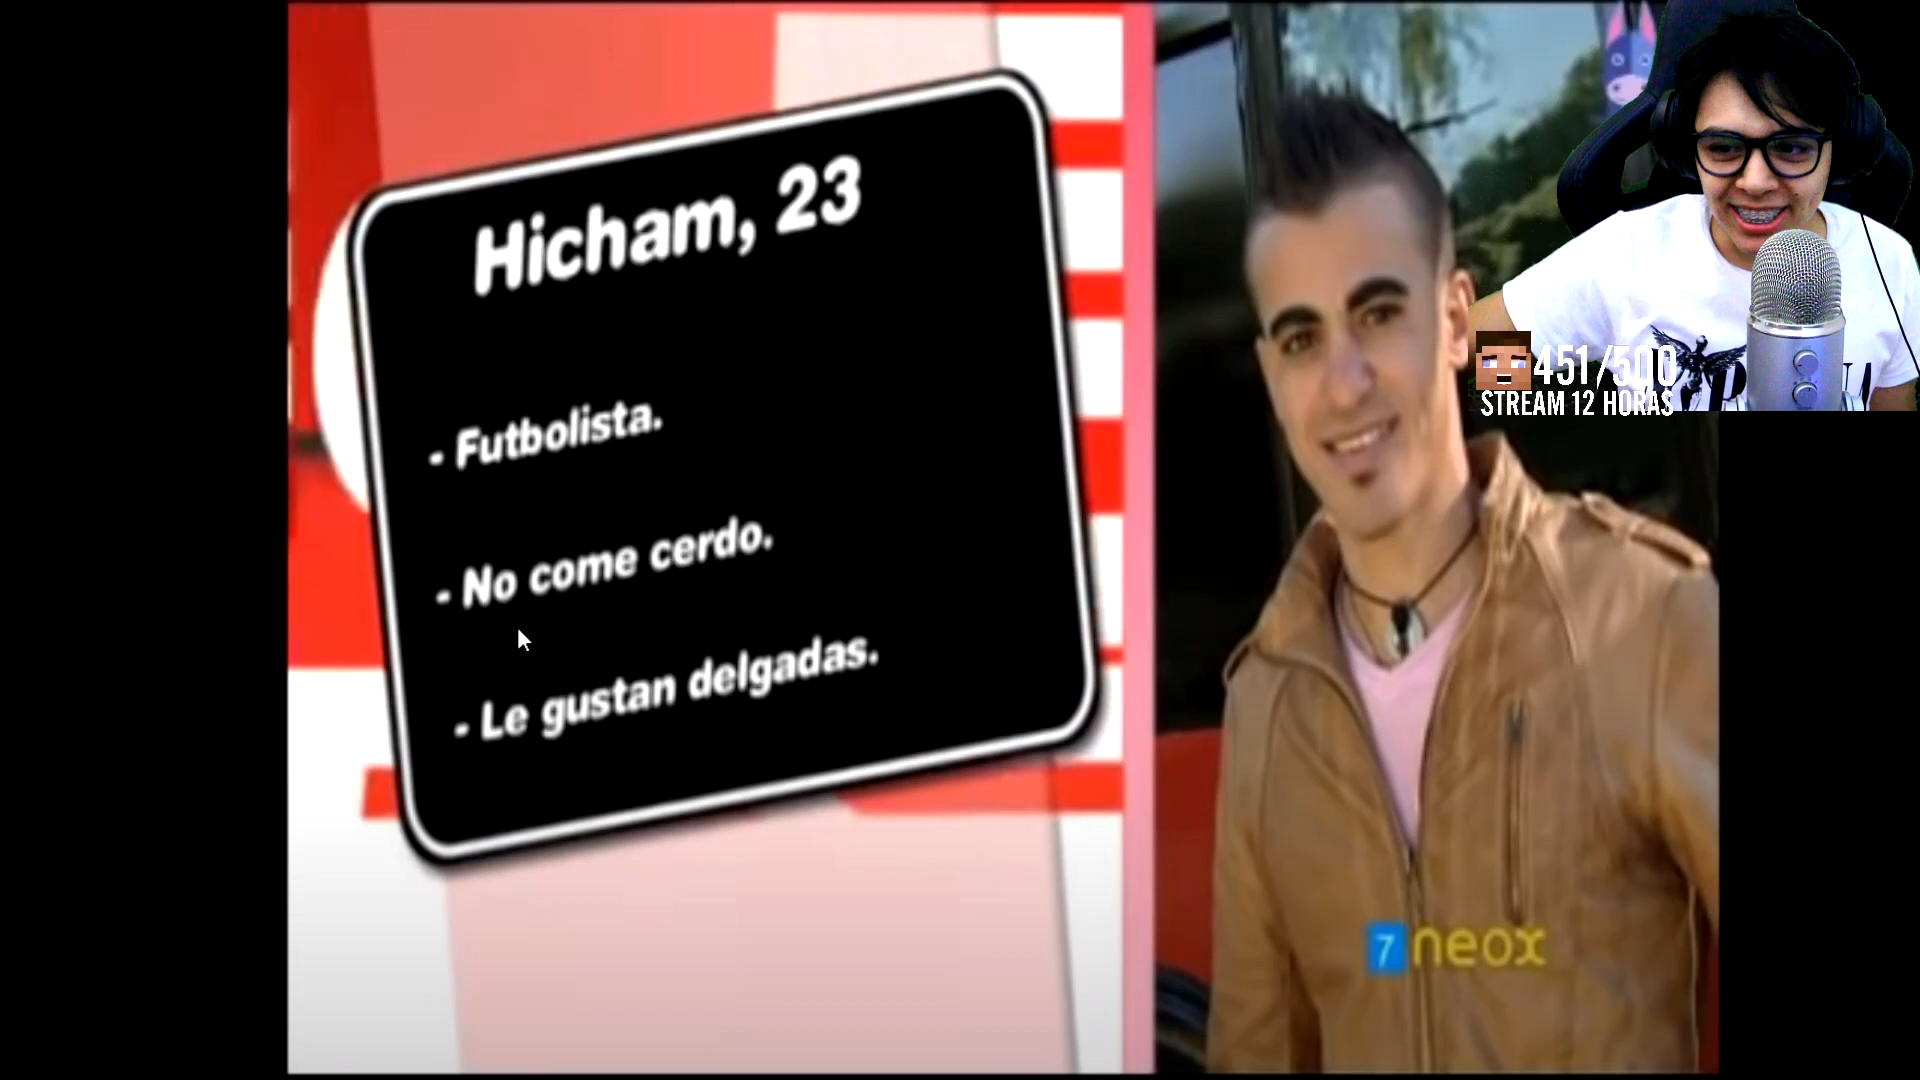 Hicham, 23
- Futbolista.
- No come cerdo.
- Le gustan delgadas.
451/500
STREAM 12 HORAS
7 neox